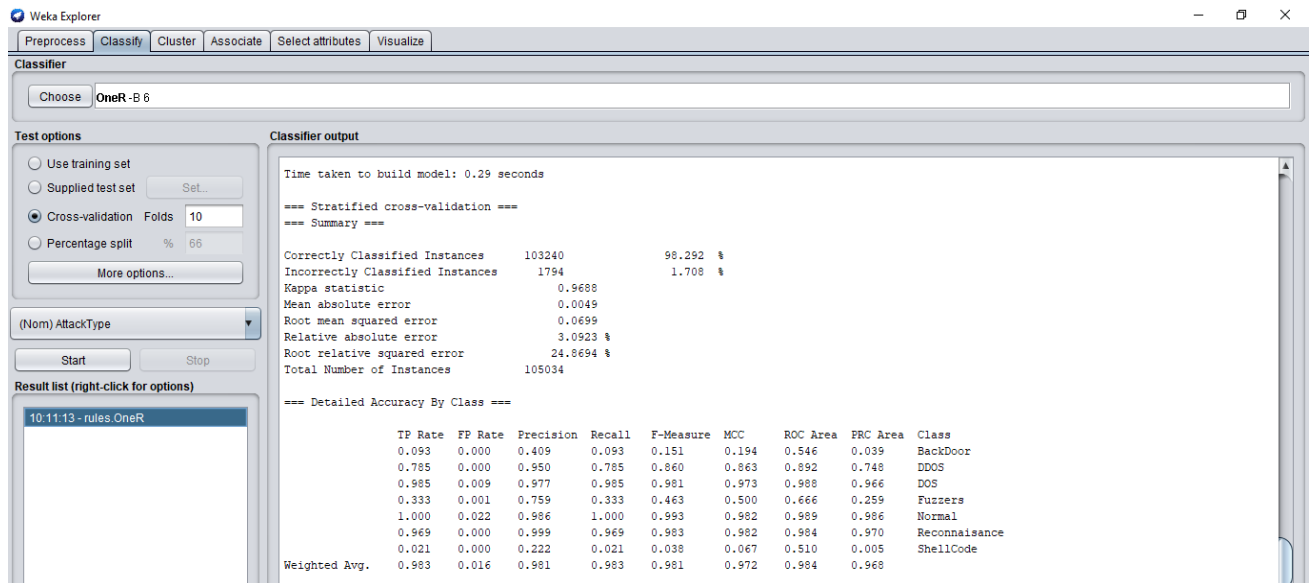 Weka Explorer
Preprocess Classify Cluster Associate Select attributes Visualize
Classifier
Choose OneR -B 6
Test options
Use training set
Supplied test set Set...
Cross-validation Folds 10
Percentage split % 66
More options...
(Nom) AttackType
Start Stop
Result list (right-click for options)
10:11:13 - rules.OneR
Classifier output
Time taken to build model: 0.29 seconds
=== Stratified cross-validation ===
=== Summary ===
Correctly Classified Instances 103240 98.292 %
Incorrectly Classified Instances 1794 1.708 %
Kappa statistic 0.9688
Mean absolute error 0.0049
Root mean squared error 0.0699
Relative absolute error 3.0923 %
Root relative squared error 24.8694 %
Total Number of Instances 105034
=== Detailed Accuracy By Class ===
TP Rate FP Rate Precision Recall F-Measure MCC ROC Area PRC Area Class
0.093 0.000 0.409 0.093 0.151 0.194 0.546 0.039 BackDoor
0.785 0.000 0.950 0.785 0.860 0.863 0.892 0.748 DDOS
0.985 0.009 0.977 0.985 0.981 0.973 0.988 0.966 DOS
0.333 0.001 0.759 0.333 0.463 0.500 0.666 0.259 Fuzzers
1.000 0.022 0.986 1.000 0.993 0.982 0.989 0.986 Normal
0.969 0.000 0.999 0.969 0.983 0.982 0.984 0.970 Reconnaisance
0.021 0.000 0.222 0.021 0.038 0.067 0.510 0.005 ShellCode
Weighted Avg. 0.983 0.016 0.981 0.983 0.981 0.972 0.984 0.968